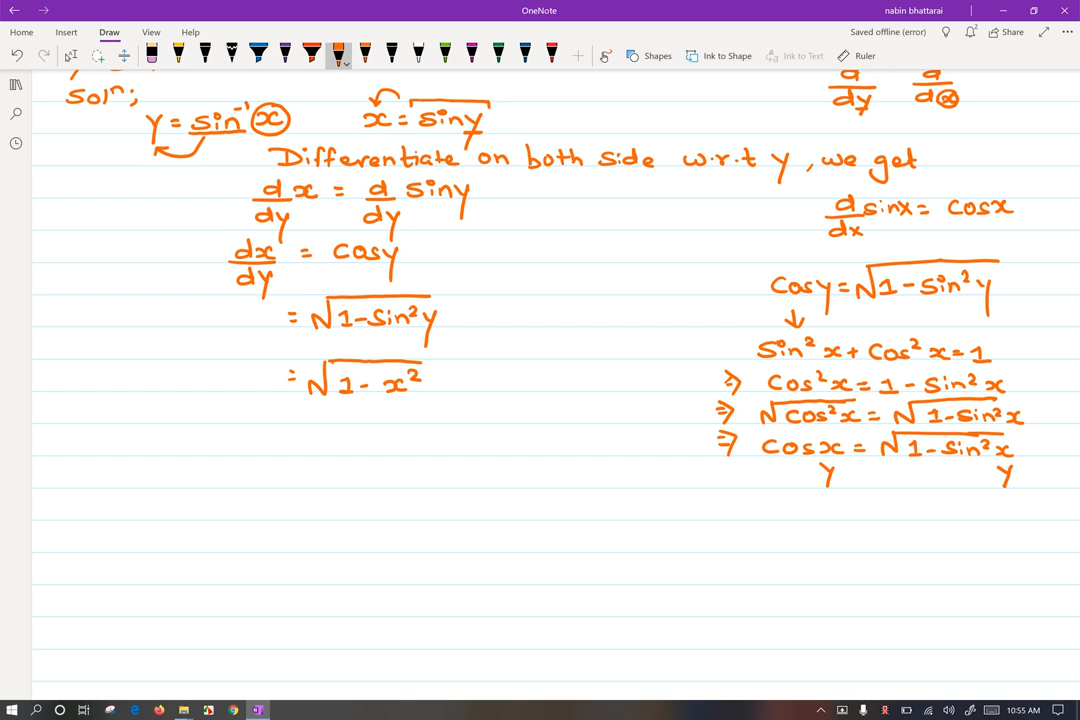 OneNote
nabin bhattarai
Home Insert Draw View Help
Saved offline (error)
Share
Shapes
Ink to Shape
Ink to Text
Ruler
d/dy d/dx
Solⁿ;
y = sin⁻¹ x x = siny
Differentiate on both side w.r.t y, we get
d/dy x = d/dy siny
d/dx sinx = cosx
dx/dy = cosy
cosy = √1-sin²y
= √1-sin²y
↓
sin²x + cos²x = 1
= √1-x²
⇒ cos²x = 1 - sin²x
⇒ √cos²x = √1-sin²x
⇒ cosx = √1-sin²x
y y
10:55 AM